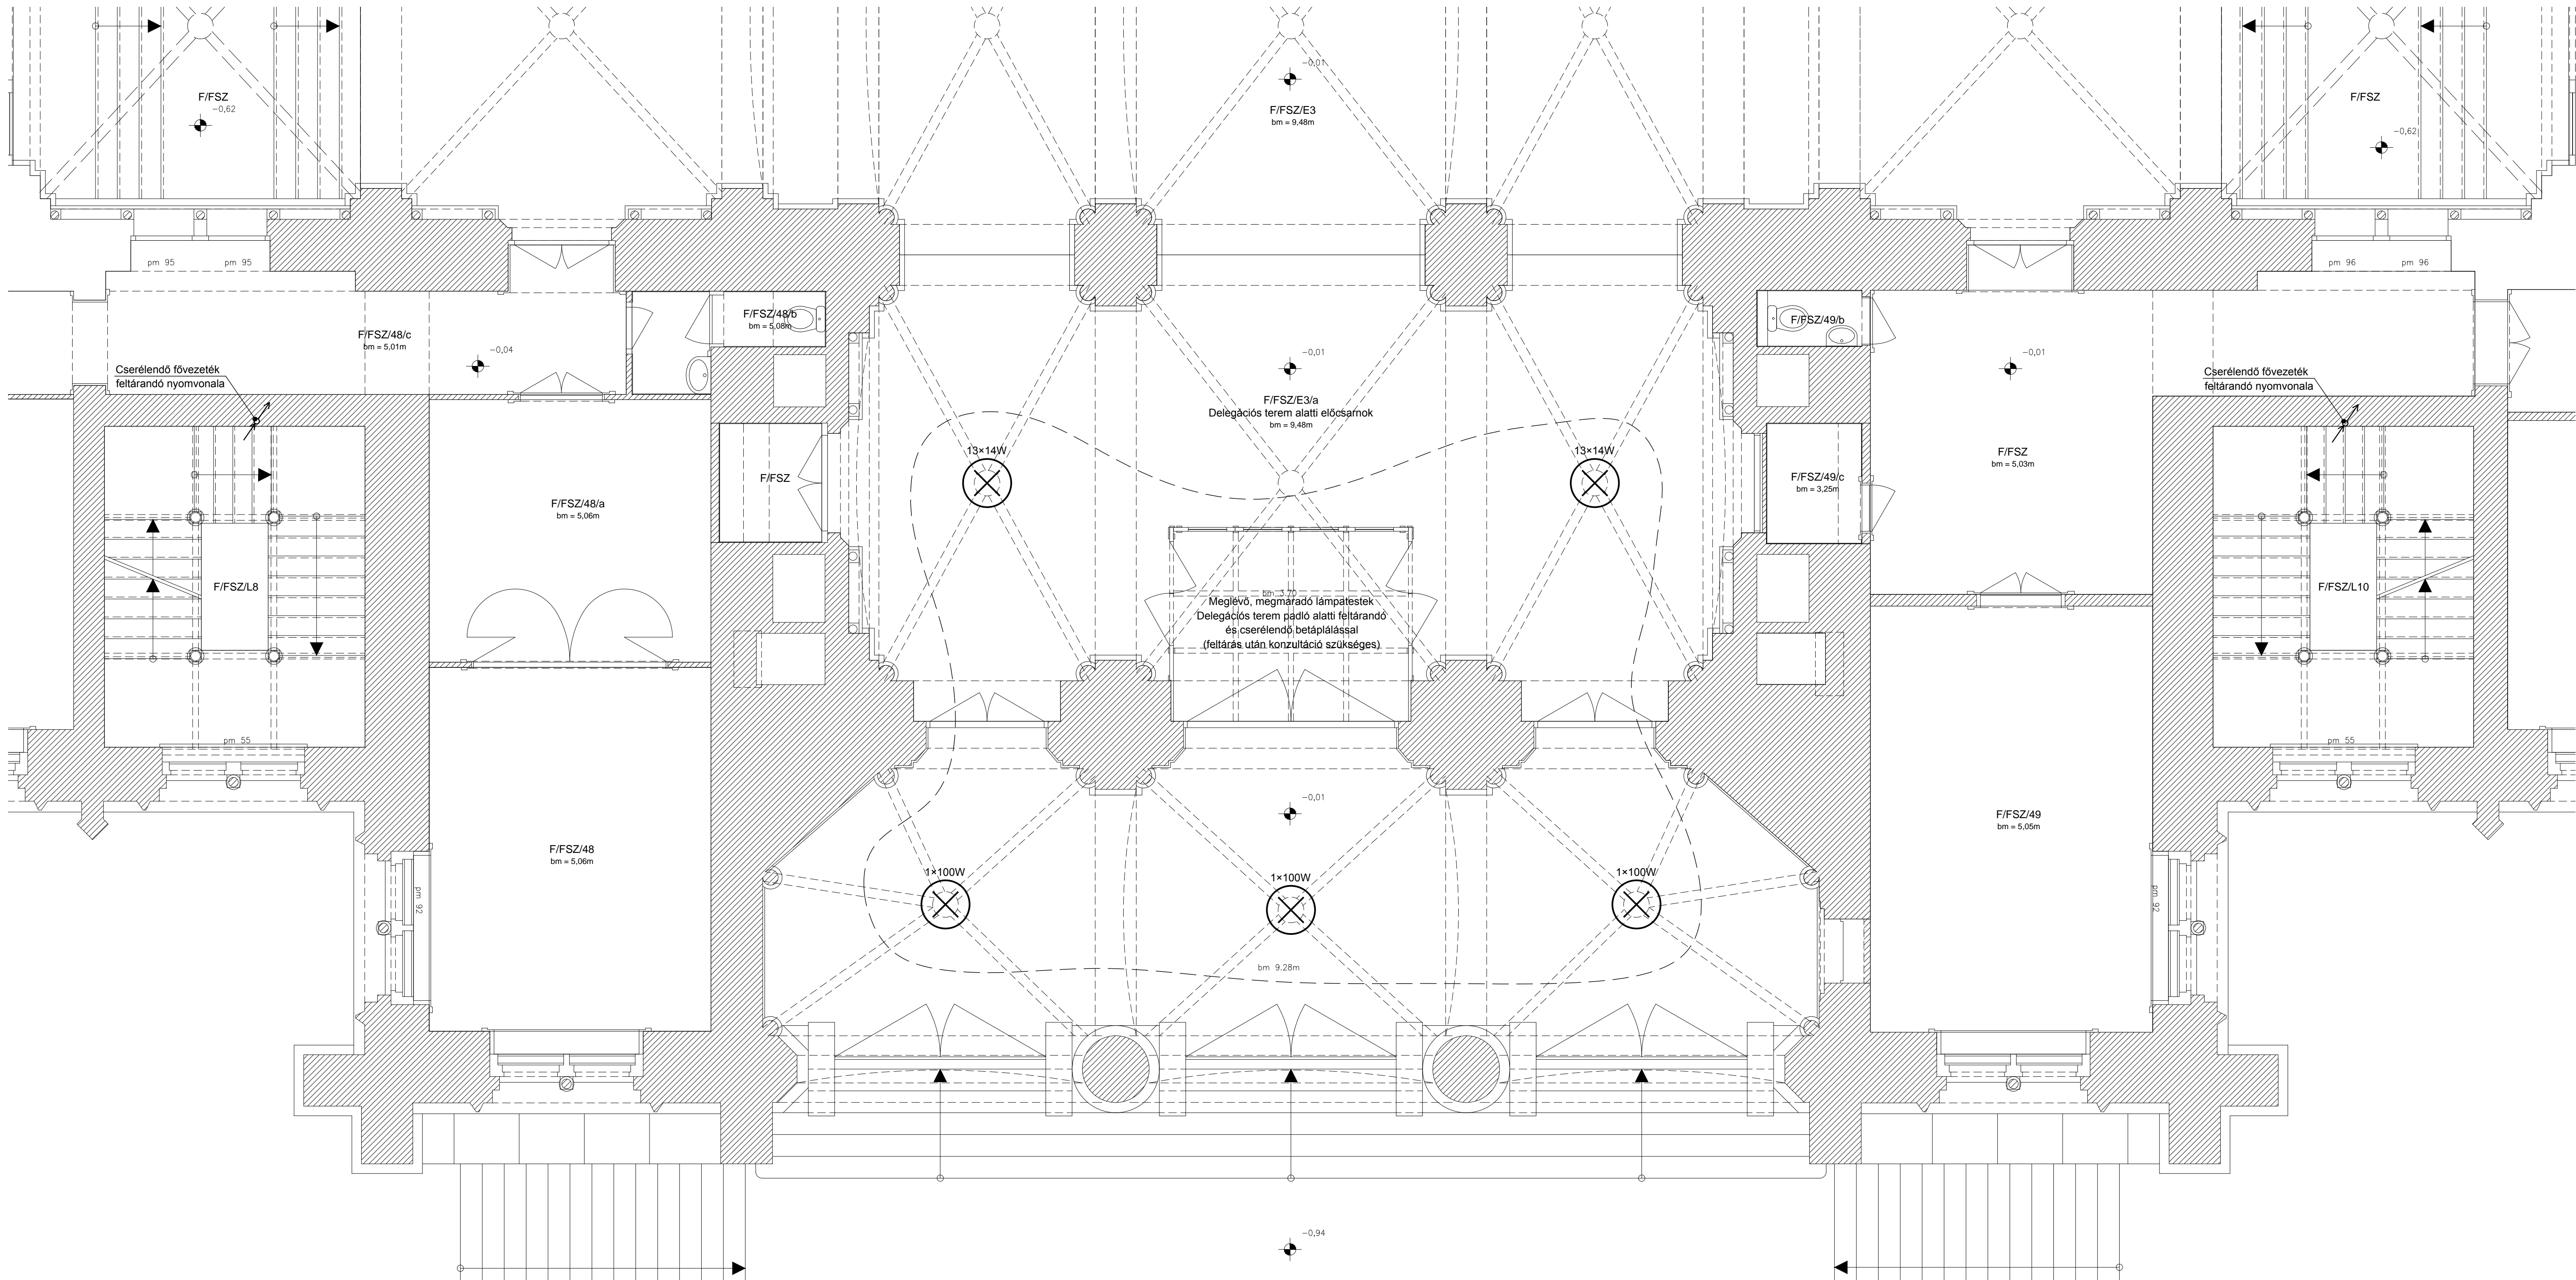 -0,01
F/FSZ
-0,62
F/FSZ/E3
bm = 9,48m
F/FSZ
-0,62
pm 95
pm 95
pm 96
pm 96
F/FSZ/48/b
bm = 5,08m
F/FSZ/49/b
F/FSZ/48/c
bm = 5,01m
-0,04
-0,01
-0,01
Cserélendő fővezeték
feltárandó nyomvonala
Cserélendő fővezeték
feltárandó nyomvonala
F/FSZ/E3/a
Delegációs terem alatti előcsarnok
bm = 9,48m
13×14W
13×14W
F/FSZ
bm = 5,03m
F/FSZ
F/FSZ/49/c
bm = 3,25m
F/FSZ/48/a
bm = 5,06m
F/FSZ/L8
F/FSZ/L10
bm 3.70
Meglévő, megmaradó lámpatestek
Delegációs terem padló alatti feltárandó
és cserélendő betáplálással
(feltárás után konzultáció szükséges)
pm 55
pm 55
-0,01
F/FSZ/48
bm = 5,06m
F/FSZ/49
bm = 5,05m
pm 92
1×100W
1×100W
1×100W
pm 92
bm 9.28m
-0,94